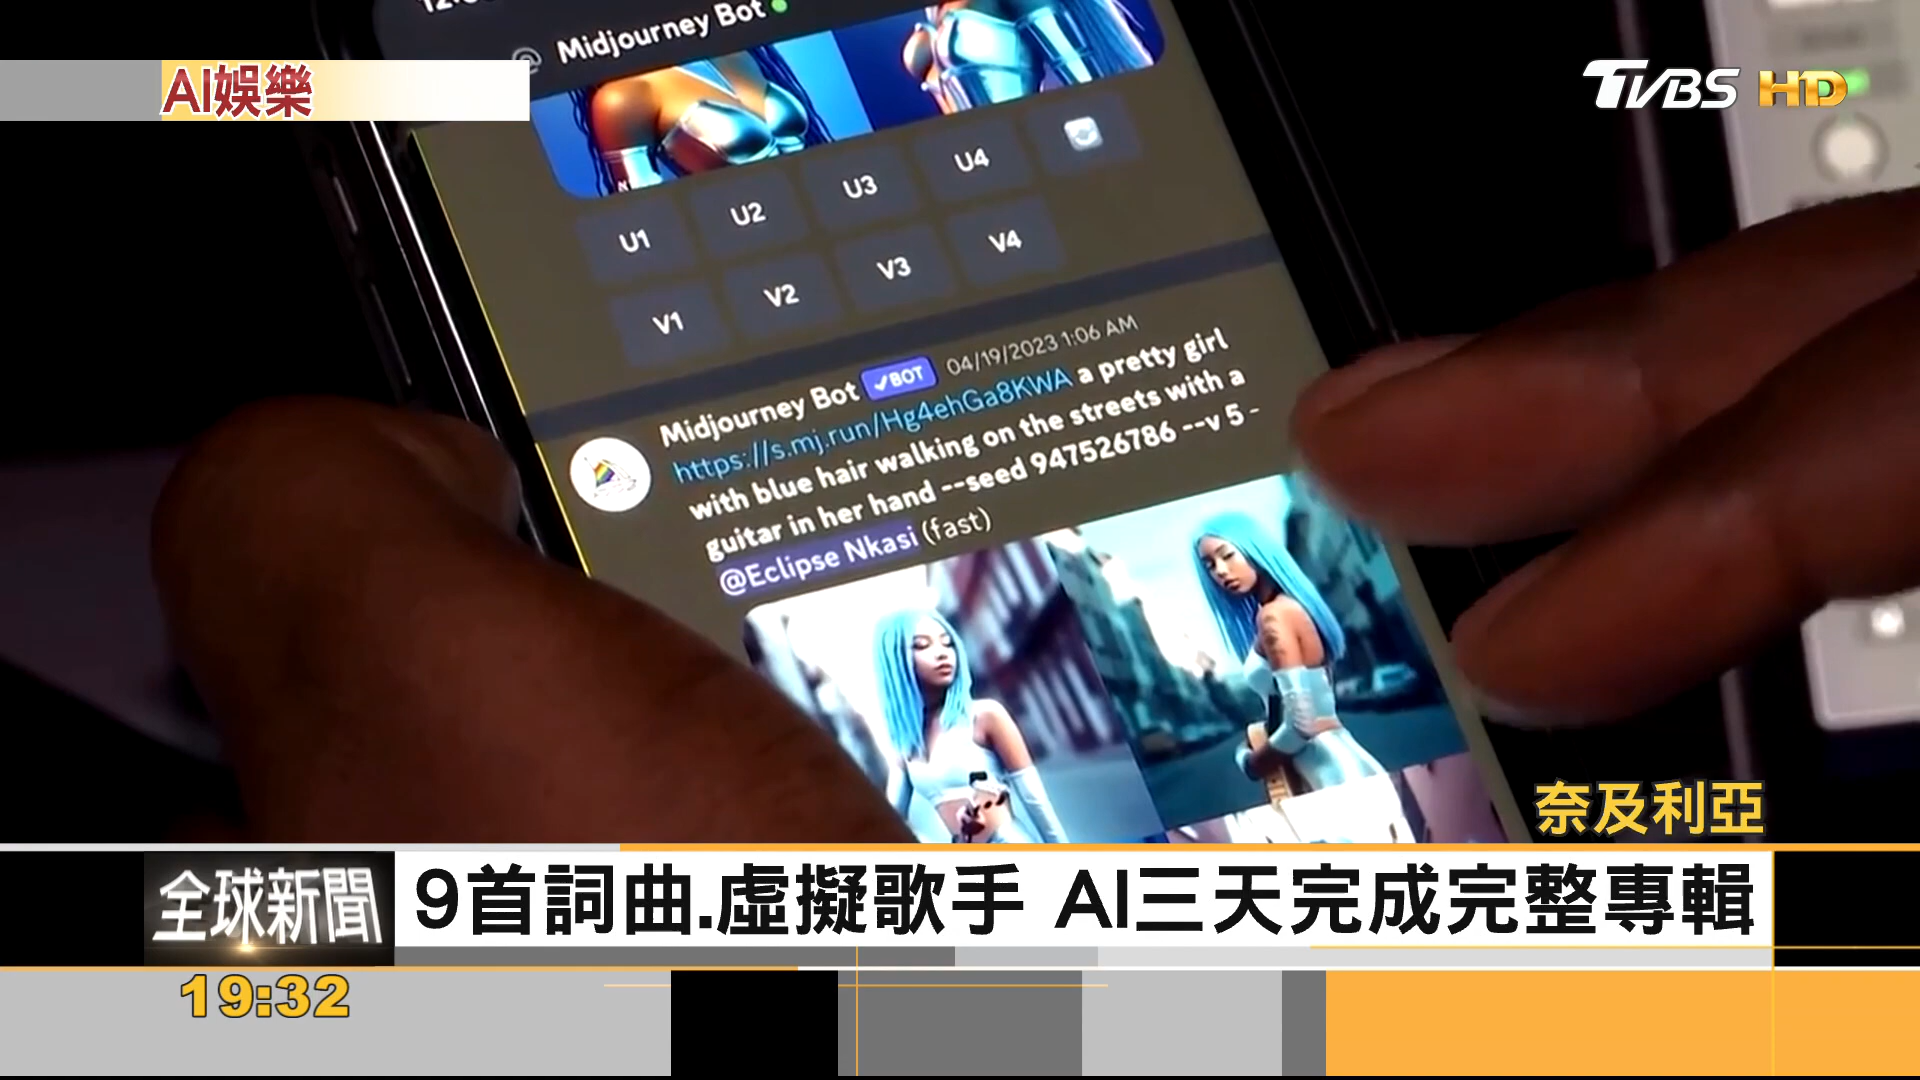 Midjourney Bot
AI娛樂
TVBS HD
U1 U2 U3 U4
V1 V2 V3 V4
Midjourney Bot ✓BOT 04/19/2023 1:06 AM
https://s.mj.run/Hg4ehGa8KWA a pretty girl
with blue hair walking on the streets with a
guitar in her hand --seed 947526786 --v 5 -
@Eclipse Nkasi (fast)
奈及利亞
全球新聞
9首詞曲.虛擬歌手 AI三天完成完整專輯
19:32